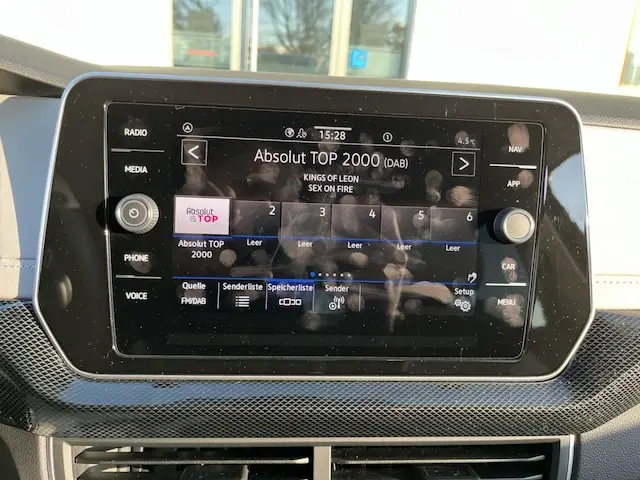 RADIO
MEDIA
PHONE
VOICE
15:28
4.5°C
Absolut TOP 2000 (DAB)
KINGS OF LEON
SEX ON FIRE
Absolut
TOP
2
3
4
5
6
Absolut TOP
2000
Leer
Leer
Leer
Leer
Leer
Quelle
FM/DAB
Senderliste
Speicherliste
Sender
Setup
NAV
APP
CAR
MENU